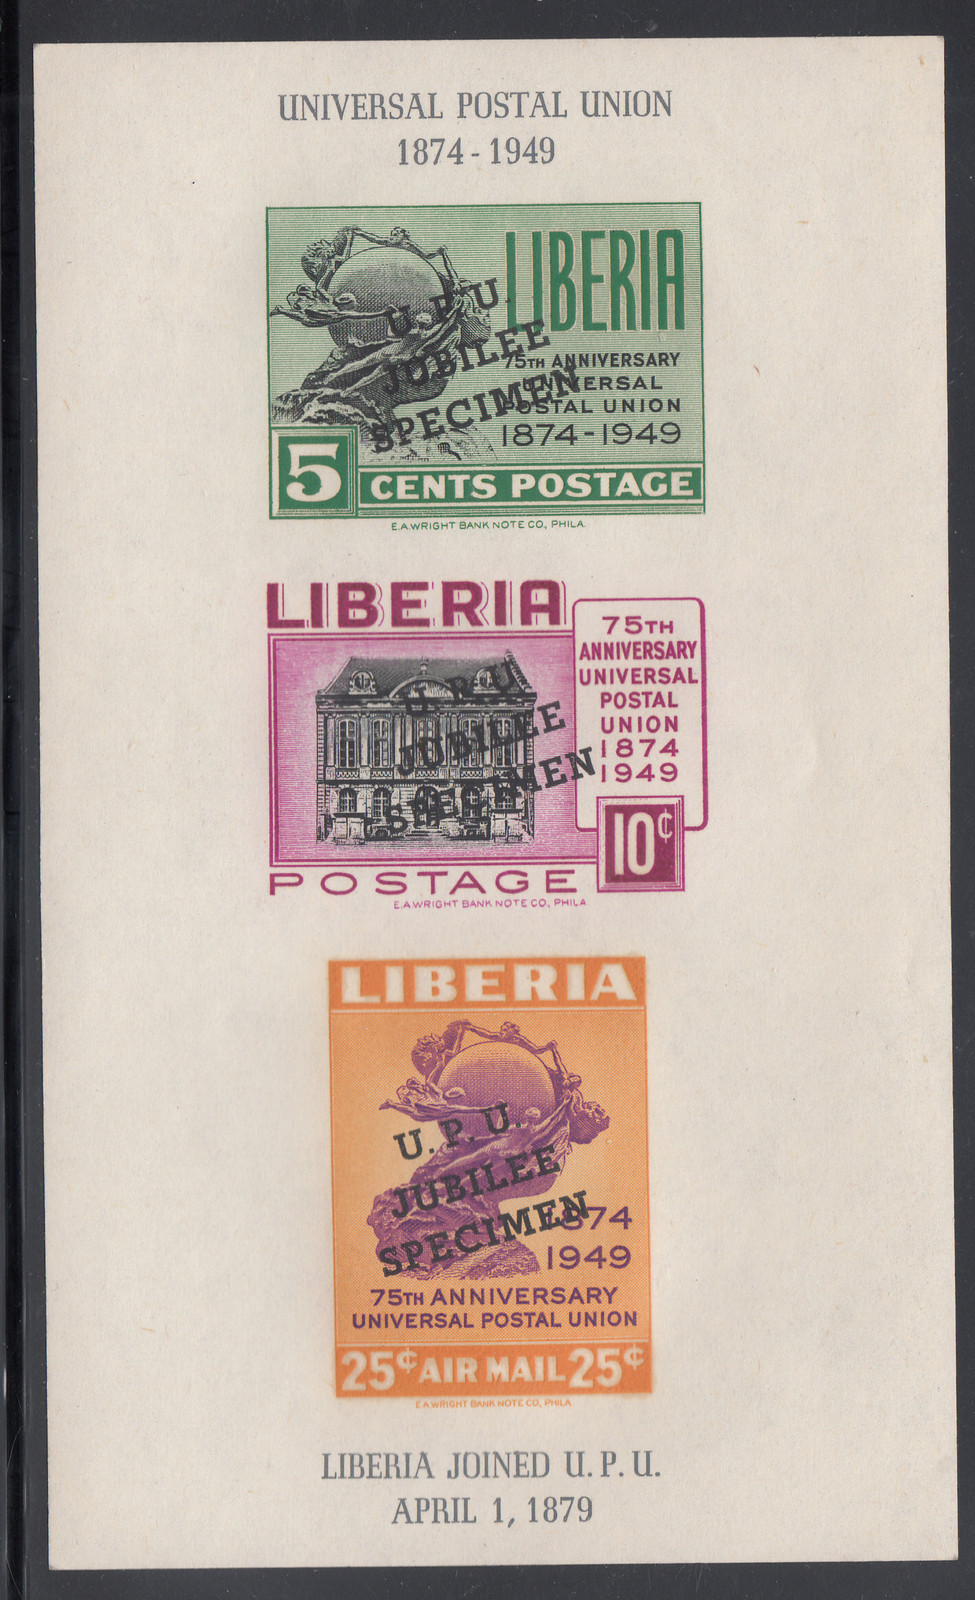 UNIVERSAL POSTAL UNION
1874 - 1949
LIBERIA
U.P.U.
JUBILEE
SPECIMEN
75TH ANNIVERSARY
UNIVERSAL
POSTAL UNION
1874-1949
5
CENTS POSTAGE
E.A.WRIGHT BANK NOTE CO., PHILA.
LIBERIA
75TH
ANNIVERSARY
UNIVERSAL
POSTAL
UNION
1874
1949
U.P.U.
JUBILEE
SPECIMEN
10¢
POSTAGE
E.A.WRIGHT BANK NOTE CO., PHILA
LIBERIA
U.P.U.
JUBILEE
SPECIMEN
1874
1949
75TH ANNIVERSARY
UNIVERSAL POSTAL UNION
25¢ AIR MAIL 25¢
E.A.WRIGHT BANK NOTE CO., PHILA
LIBERIA JOINED U. P. U.
APRIL 1, 1879